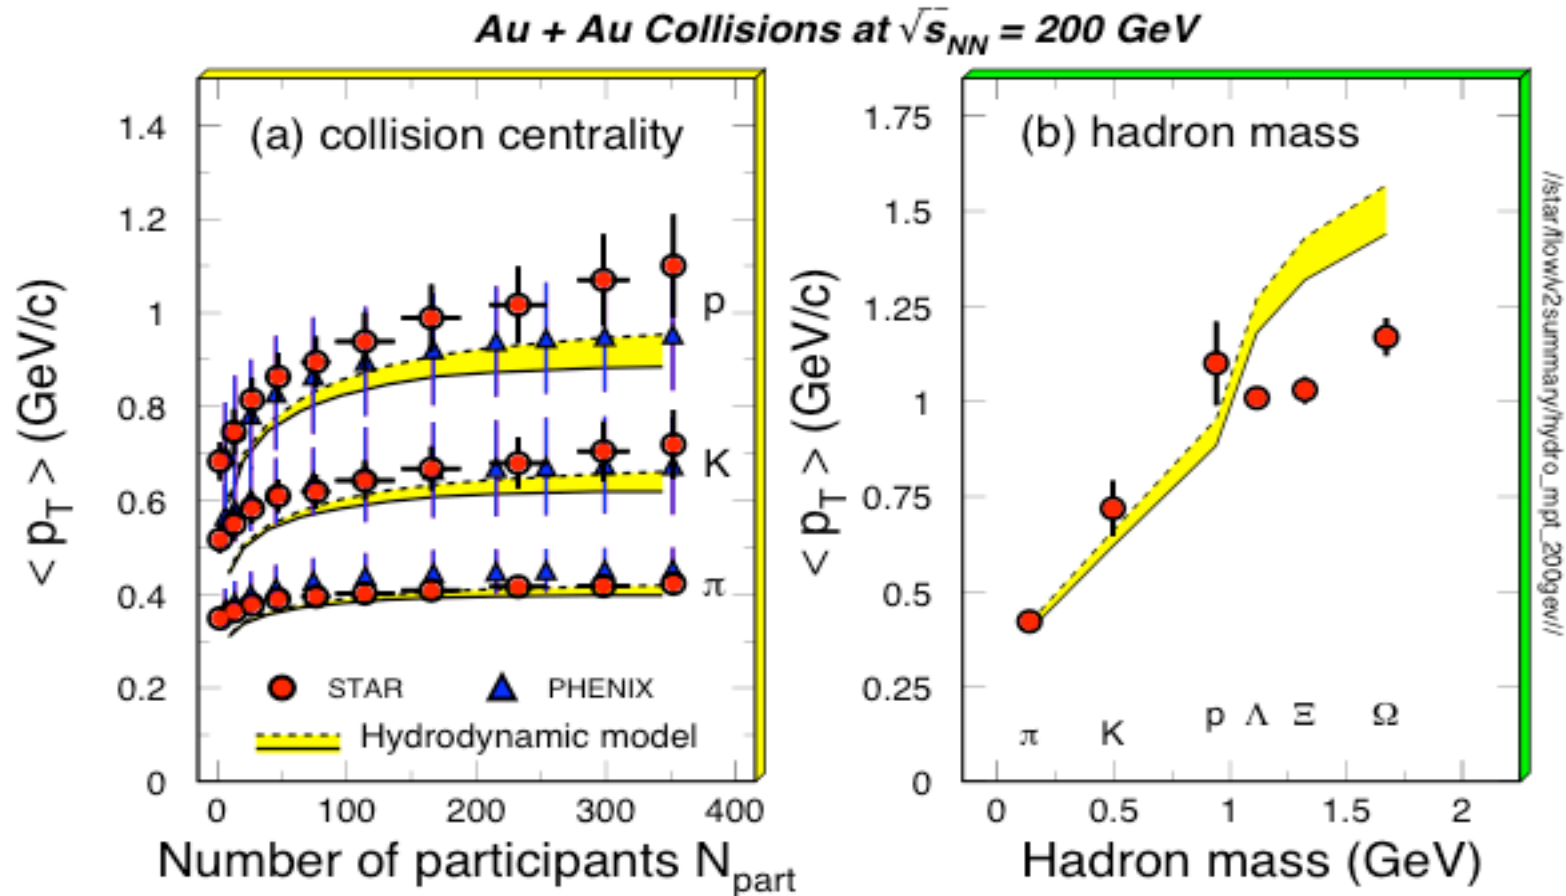 Au + Au Collisions at √s_NN = 200 GeV
(a) collision centrality
1.4
1.2
1
0.8
0.6
0.4
0.2
0
< p_T > (GeV/c)
p
K
π
STAR PHENIX
Hydrodynamic model
0 100 200 300 400
Number of participants N_part
(b) hadron mass
1.75
1.5
1.25
1
0.75
0.5
0.25
0
< p_T > (GeV/c)
π K p Λ Ξ Ω
0 0.5 1 1.5 2
Hadron mass (GeV)
//star/flow/v2summary/hydro_mpt_200gev//